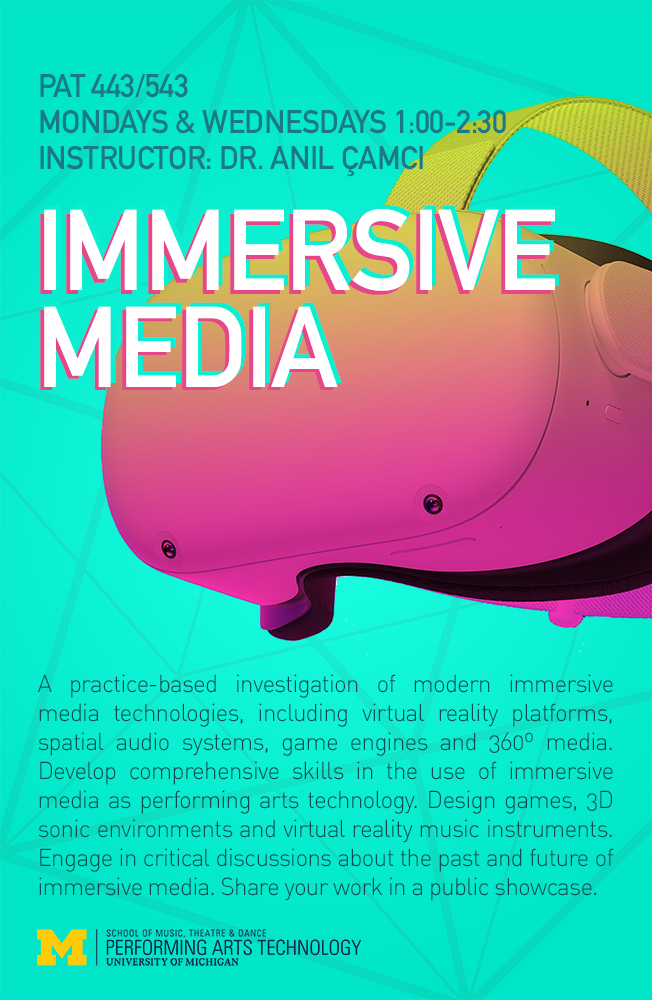 PAT 443/543
MONDAYS & WEDNESDAYS 1:00-2:30
INSTRUCTOR: DR. ANIL ÇAMCI
IMMERSIVE
MEDIA
A practice-based investigation of modern immersive
media technologies, including virtual reality platforms,
spatial audio systems, game engines and 360º media.
Develop comprehensive skills in the use of immersive
media as performing arts technology. Design games, 3D
sonic environments and virtual reality music instruments.
Engage in critical discussions about the past and future of
immersive media. Share your work in a public showcase.
M
SCHOOL OF MUSIC, THEATRE & DANCE
PERFORMING ARTS TECHNOLOGY
UNIVERSITY OF MICHIGAN